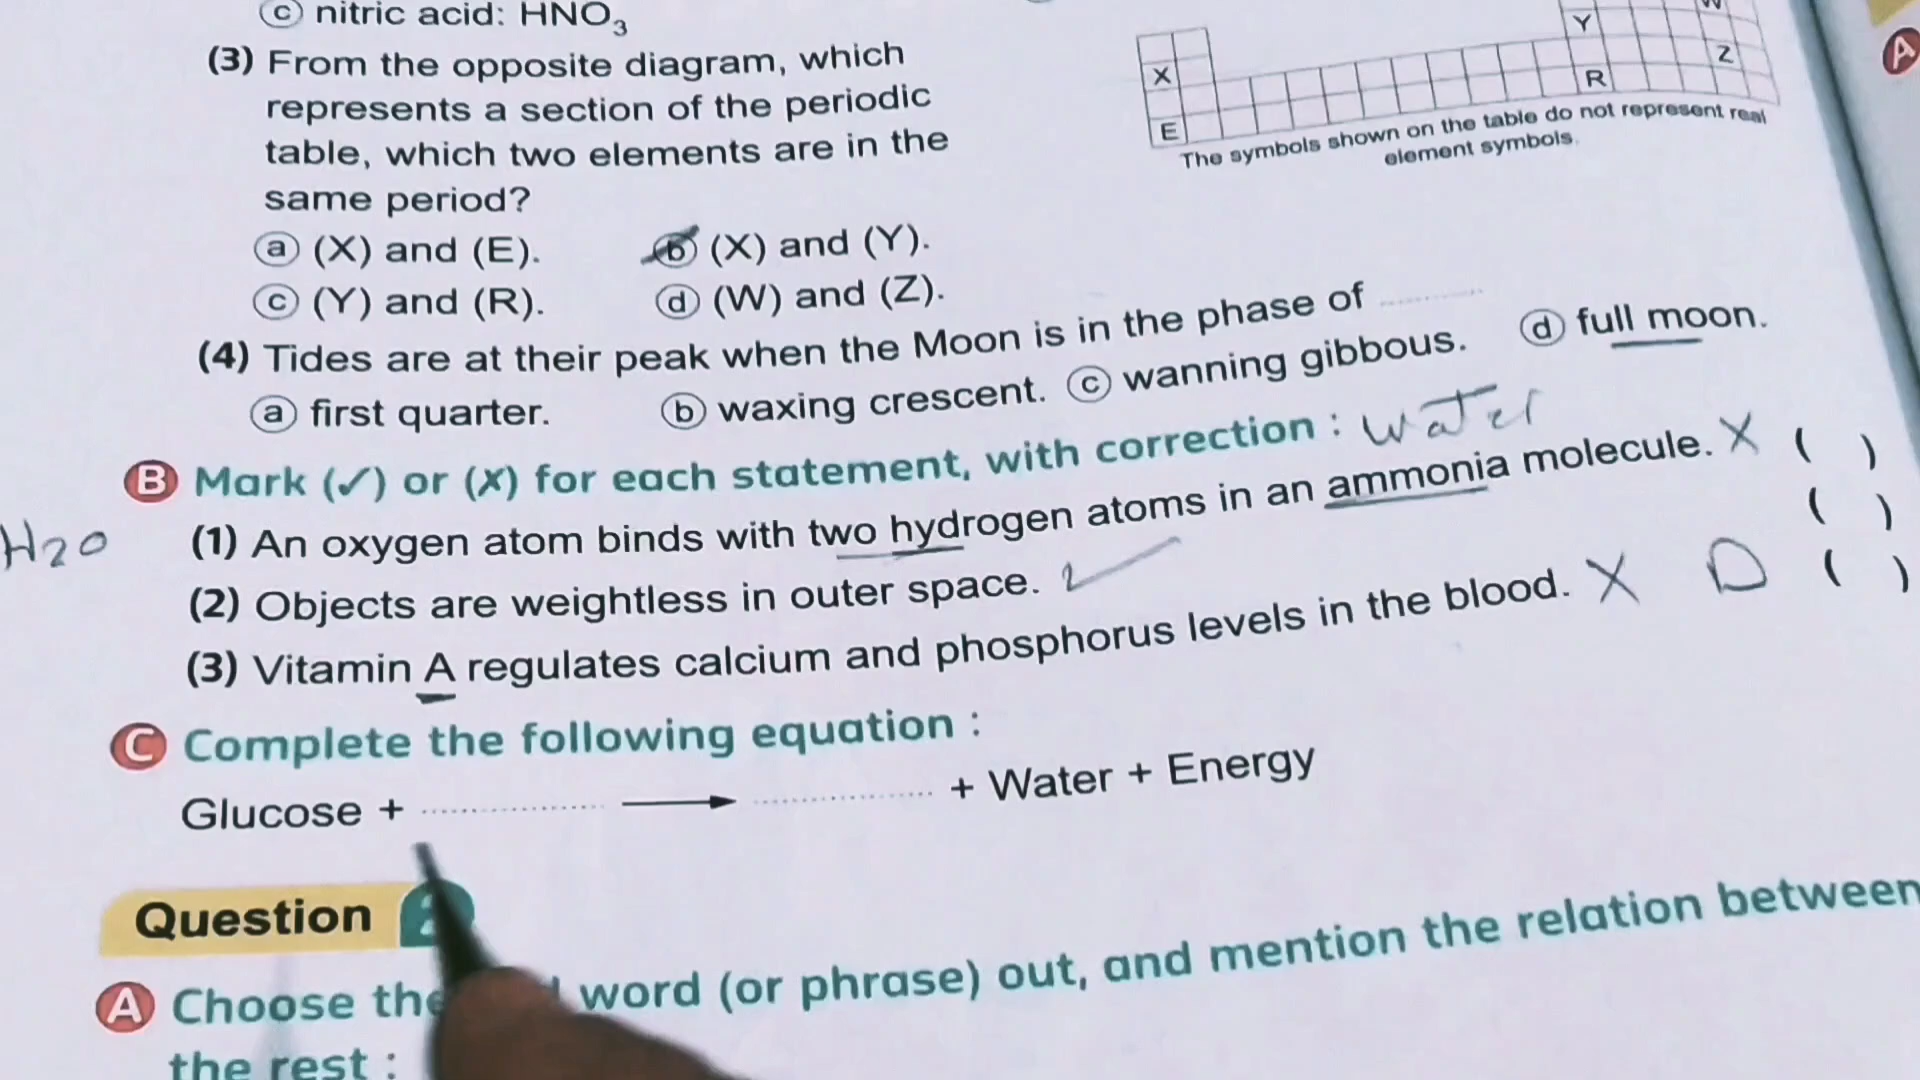 ⓒ nitric acid: HNO₃
(3) From the opposite diagram, which
represents a section of the periodic
table, which two elements are in the
same period?
X
E
Y
R
W
Z
The symbols shown on the table do not represent real
element symbols.
ⓐ (X) and (E). ⓑ (X) and (Y).
ⓒ (Y) and (R). ⓓ (W) and (Z).
(4) Tides are at their peak when the Moon is in the phase of ............
ⓐ first quarter. ⓑ waxing crescent. ⓒ wanning gibbous. ⓓ full moon.
B Mark (✓) or (✗) for each statement, with correction : water
H2O
(1) An oxygen atom binds with two hydrogen atoms in an ammonia molecule. X ( )
(2) Objects are weightless in outer space. ✓ ( )
(3) Vitamin A regulates calcium and phosphorus levels in the blood. X D ( )
C Complete the following equation :
Glucose + ............ → ............ + Water + Energy
Question
A Choose the word (or phrase) out, and mention the relation between
the rest :
A